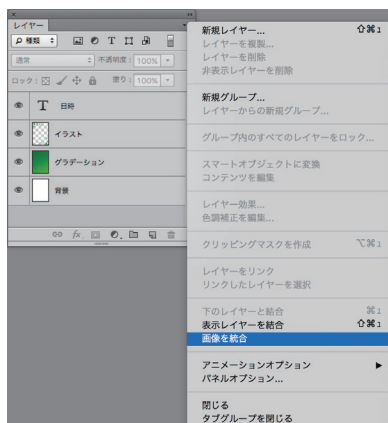 レイヤー
種類
T
通常
不透明度: 100%
ロック:
塗り: 100%
T 日時
イラスト
グラデーション
背景
fx
新規レイヤー... ⇧⌘J
レイヤーを複製...
レイヤーを削除
非表示レイヤーを削除
新規グループ...
レイヤーからの新規グループ...
グループ内のすべてのレイヤーをロック...
スマートオブジェクトに変換
コンテンツを編集
レイヤー効果...
色調補正を編集...
クリッピングマスクを作成 ⌥⌘J
レイヤーをリンク
リンクしたレイヤーを選択
下のレイヤーと結合 ⌘J
表示レイヤーを結合 ⇧⌘J
画像を統合
アニメーションオプション
パネルオプション...
閉じる
タブグループを閉じる